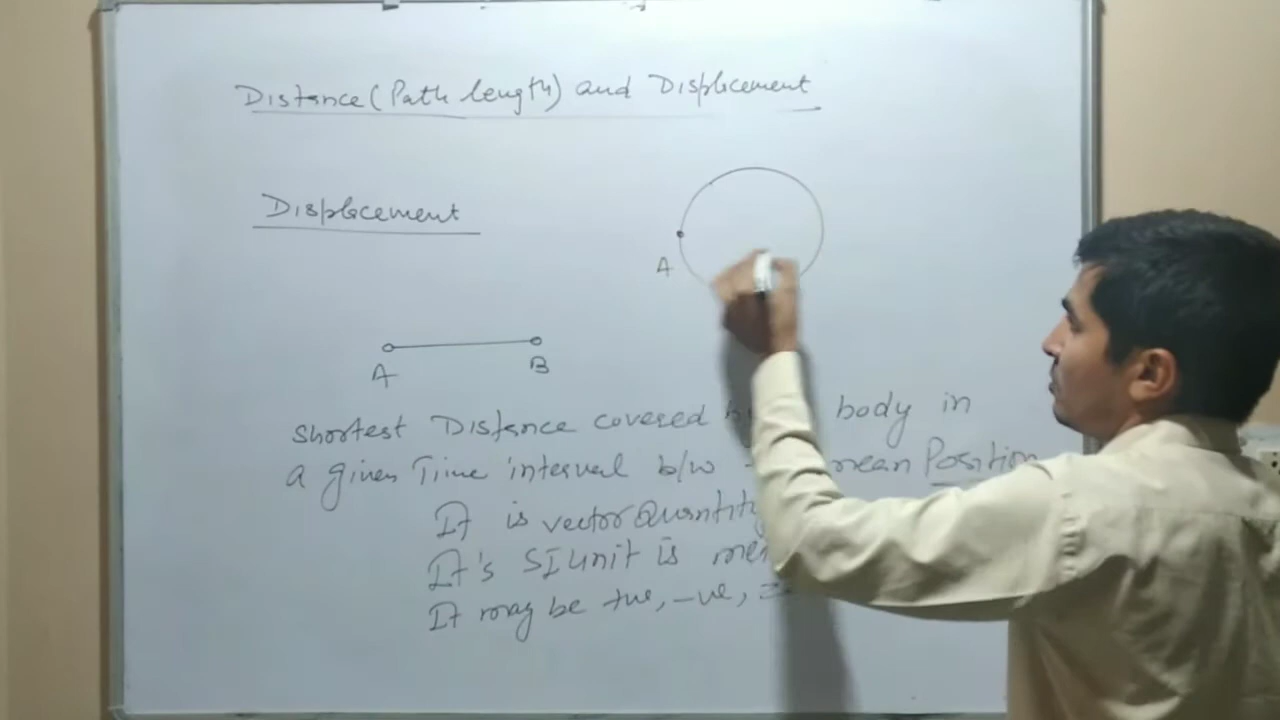 Distance (Path length) and Displacement
Displacement
A
A B
shortest Distance covered body in
a given Time interval b/w mean Position
It is vector Quantity
It's SI unit is
It may be +ve, -ve,